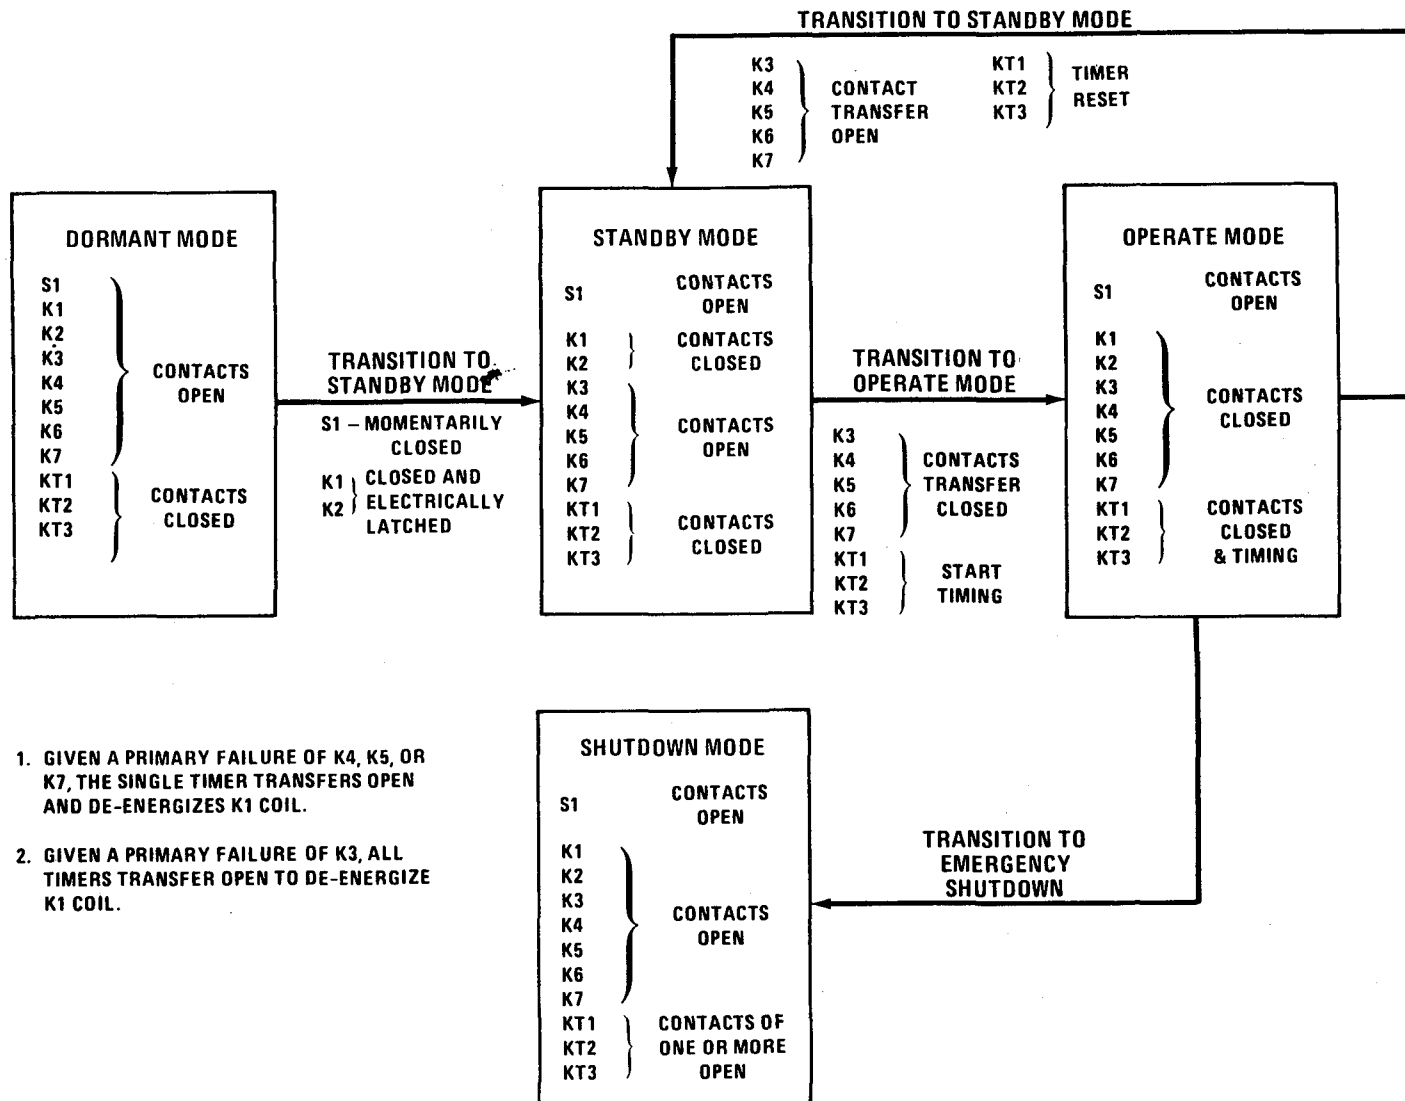 TRANSITION TO STANDBY MODE
K3
K4
K5
K6
K7
CONTACT
TRANSFER
OPEN
KT1
KT2
KT3
TIMER
RESET
DORMANT MODE
S1
K1
K2
K3
K4
K5
K6
K7
CONTACTS
OPEN
KT1
KT2
KT3
CONTACTS
CLOSED
TRANSITION TO
STANDBY MODE
S1 – MOMENTARILY
CLOSED
K1
K2
CLOSED AND
ELECTRICALLY
LATCHED
STANDBY MODE
S1
CONTACTS
OPEN
K1
K2
CONTACTS
CLOSED
K3
K4
K5
K6
K7
CONTACTS
OPEN
KT1
KT2
KT3
CONTACTS
CLOSED
TRANSITION TO
OPERATE MODE
K3
K4
K5
K6
K7
CONTACTS
TRANSFER
CLOSED
KT1
KT2
KT3
START
TIMING
OPERATE MODE
S1
CONTACTS
OPEN
K1
K2
K3
K4
K5
K6
K7
CONTACTS
CLOSED
KT1
KT2
KT3
CONTACTS
CLOSED
& TIMING
1. GIVEN A PRIMARY FAILURE OF K4, K5, OR
K7, THE SINGLE TIMER TRANSFERS OPEN
AND DE-ENERGIZES K1 COIL.
2. GIVEN A PRIMARY FAILURE OF K3, ALL
TIMERS TRANSFER OPEN TO DE-ENERGIZE
K1 COIL.
SHUTDOWN MODE
S1
CONTACTS
OPEN
K1
K2
K3
K4
K5
K6
K7
CONTACTS
OPEN
KT1
KT2
KT3
CONTACTS OF
ONE OR MORE
OPEN
TRANSITION TO
EMERGENCY
SHUTDOWN